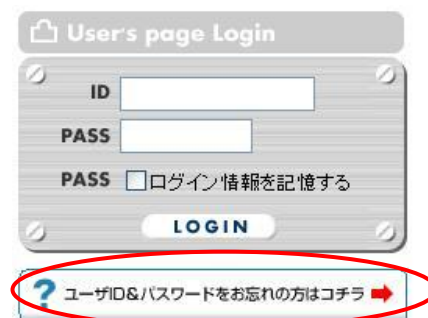 User's page Login
ID
PASS
PASS ログイン情報を記憶する
LOGIN
? ユーザID&パスワードをお忘れの方はコチラ